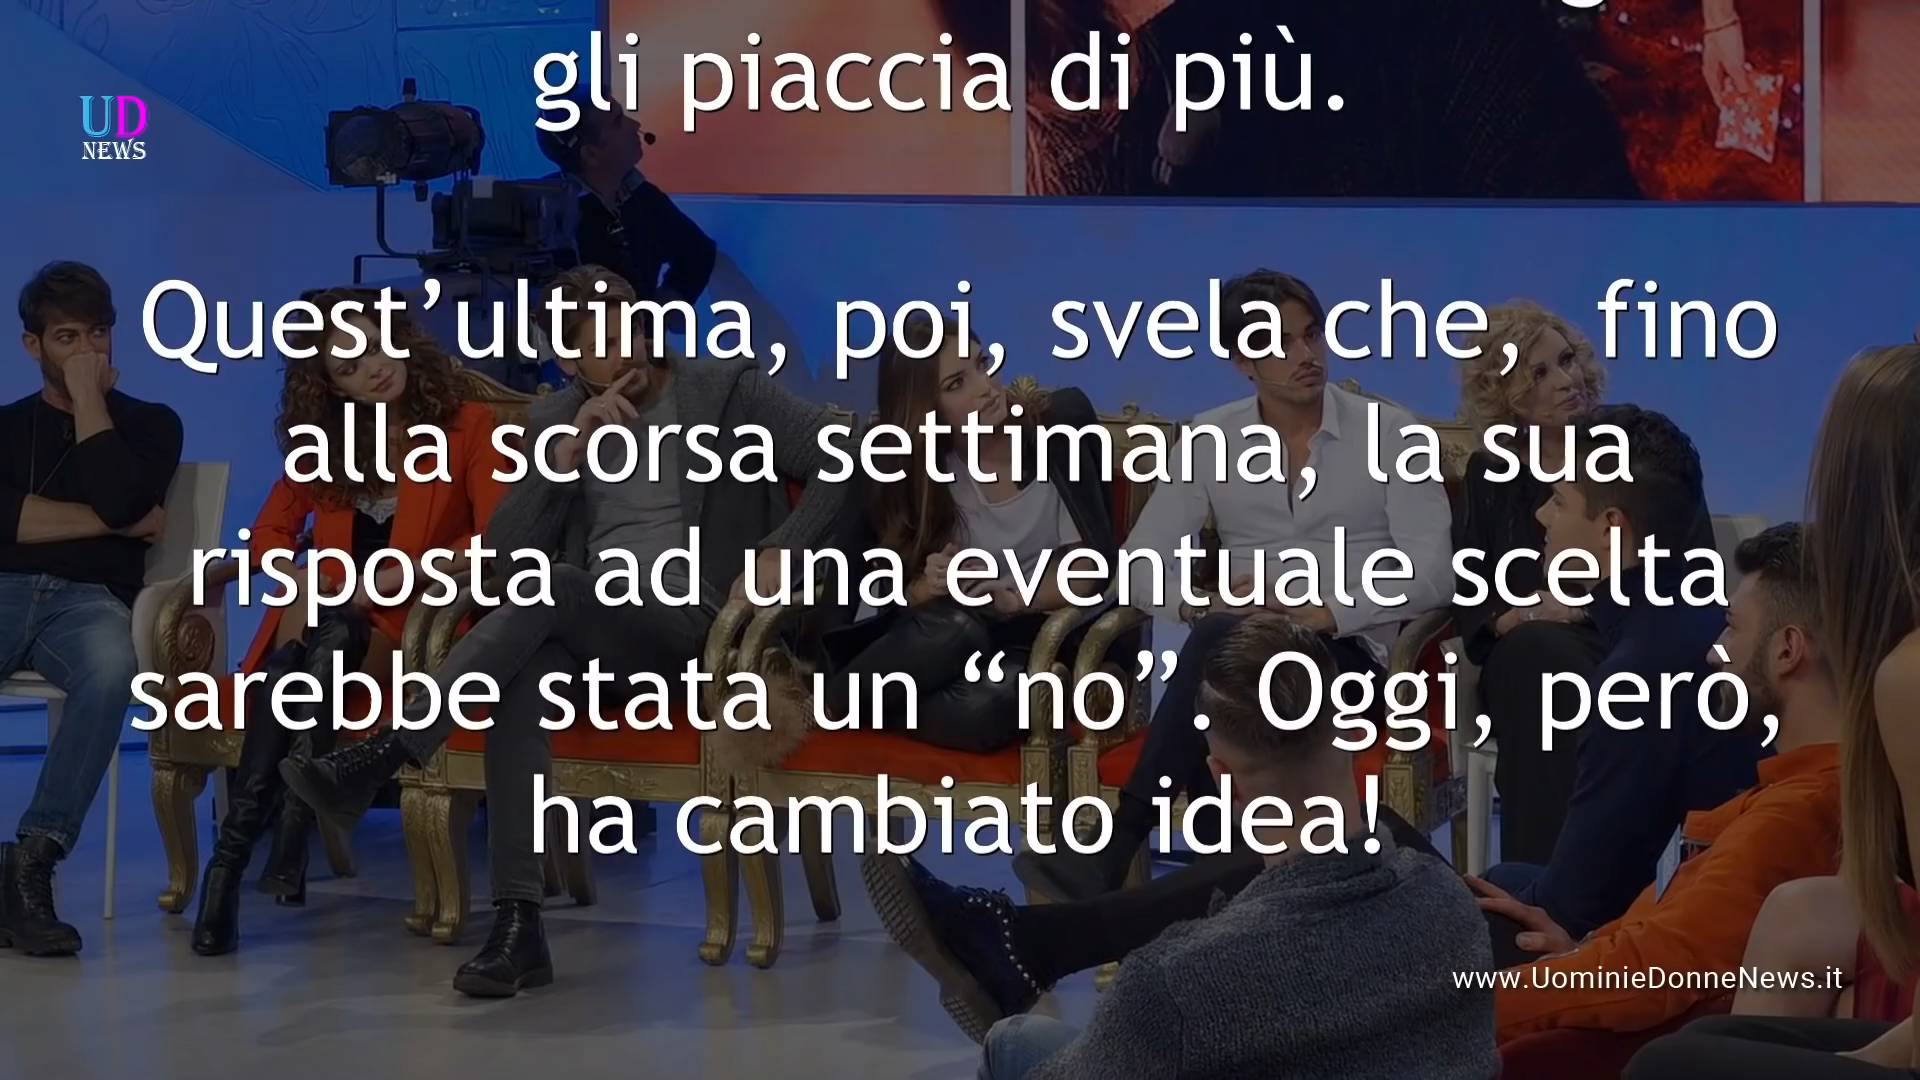 gli piaccia di più.
UD
NEWS
Quest’ultima, poi, svela che, fino
alla scorsa settimana, la sua
risposta ad una eventuale scelta
sarebbe stata un “no”. Oggi, però,
ha cambiato idea!
www.UominieDonneNews.it